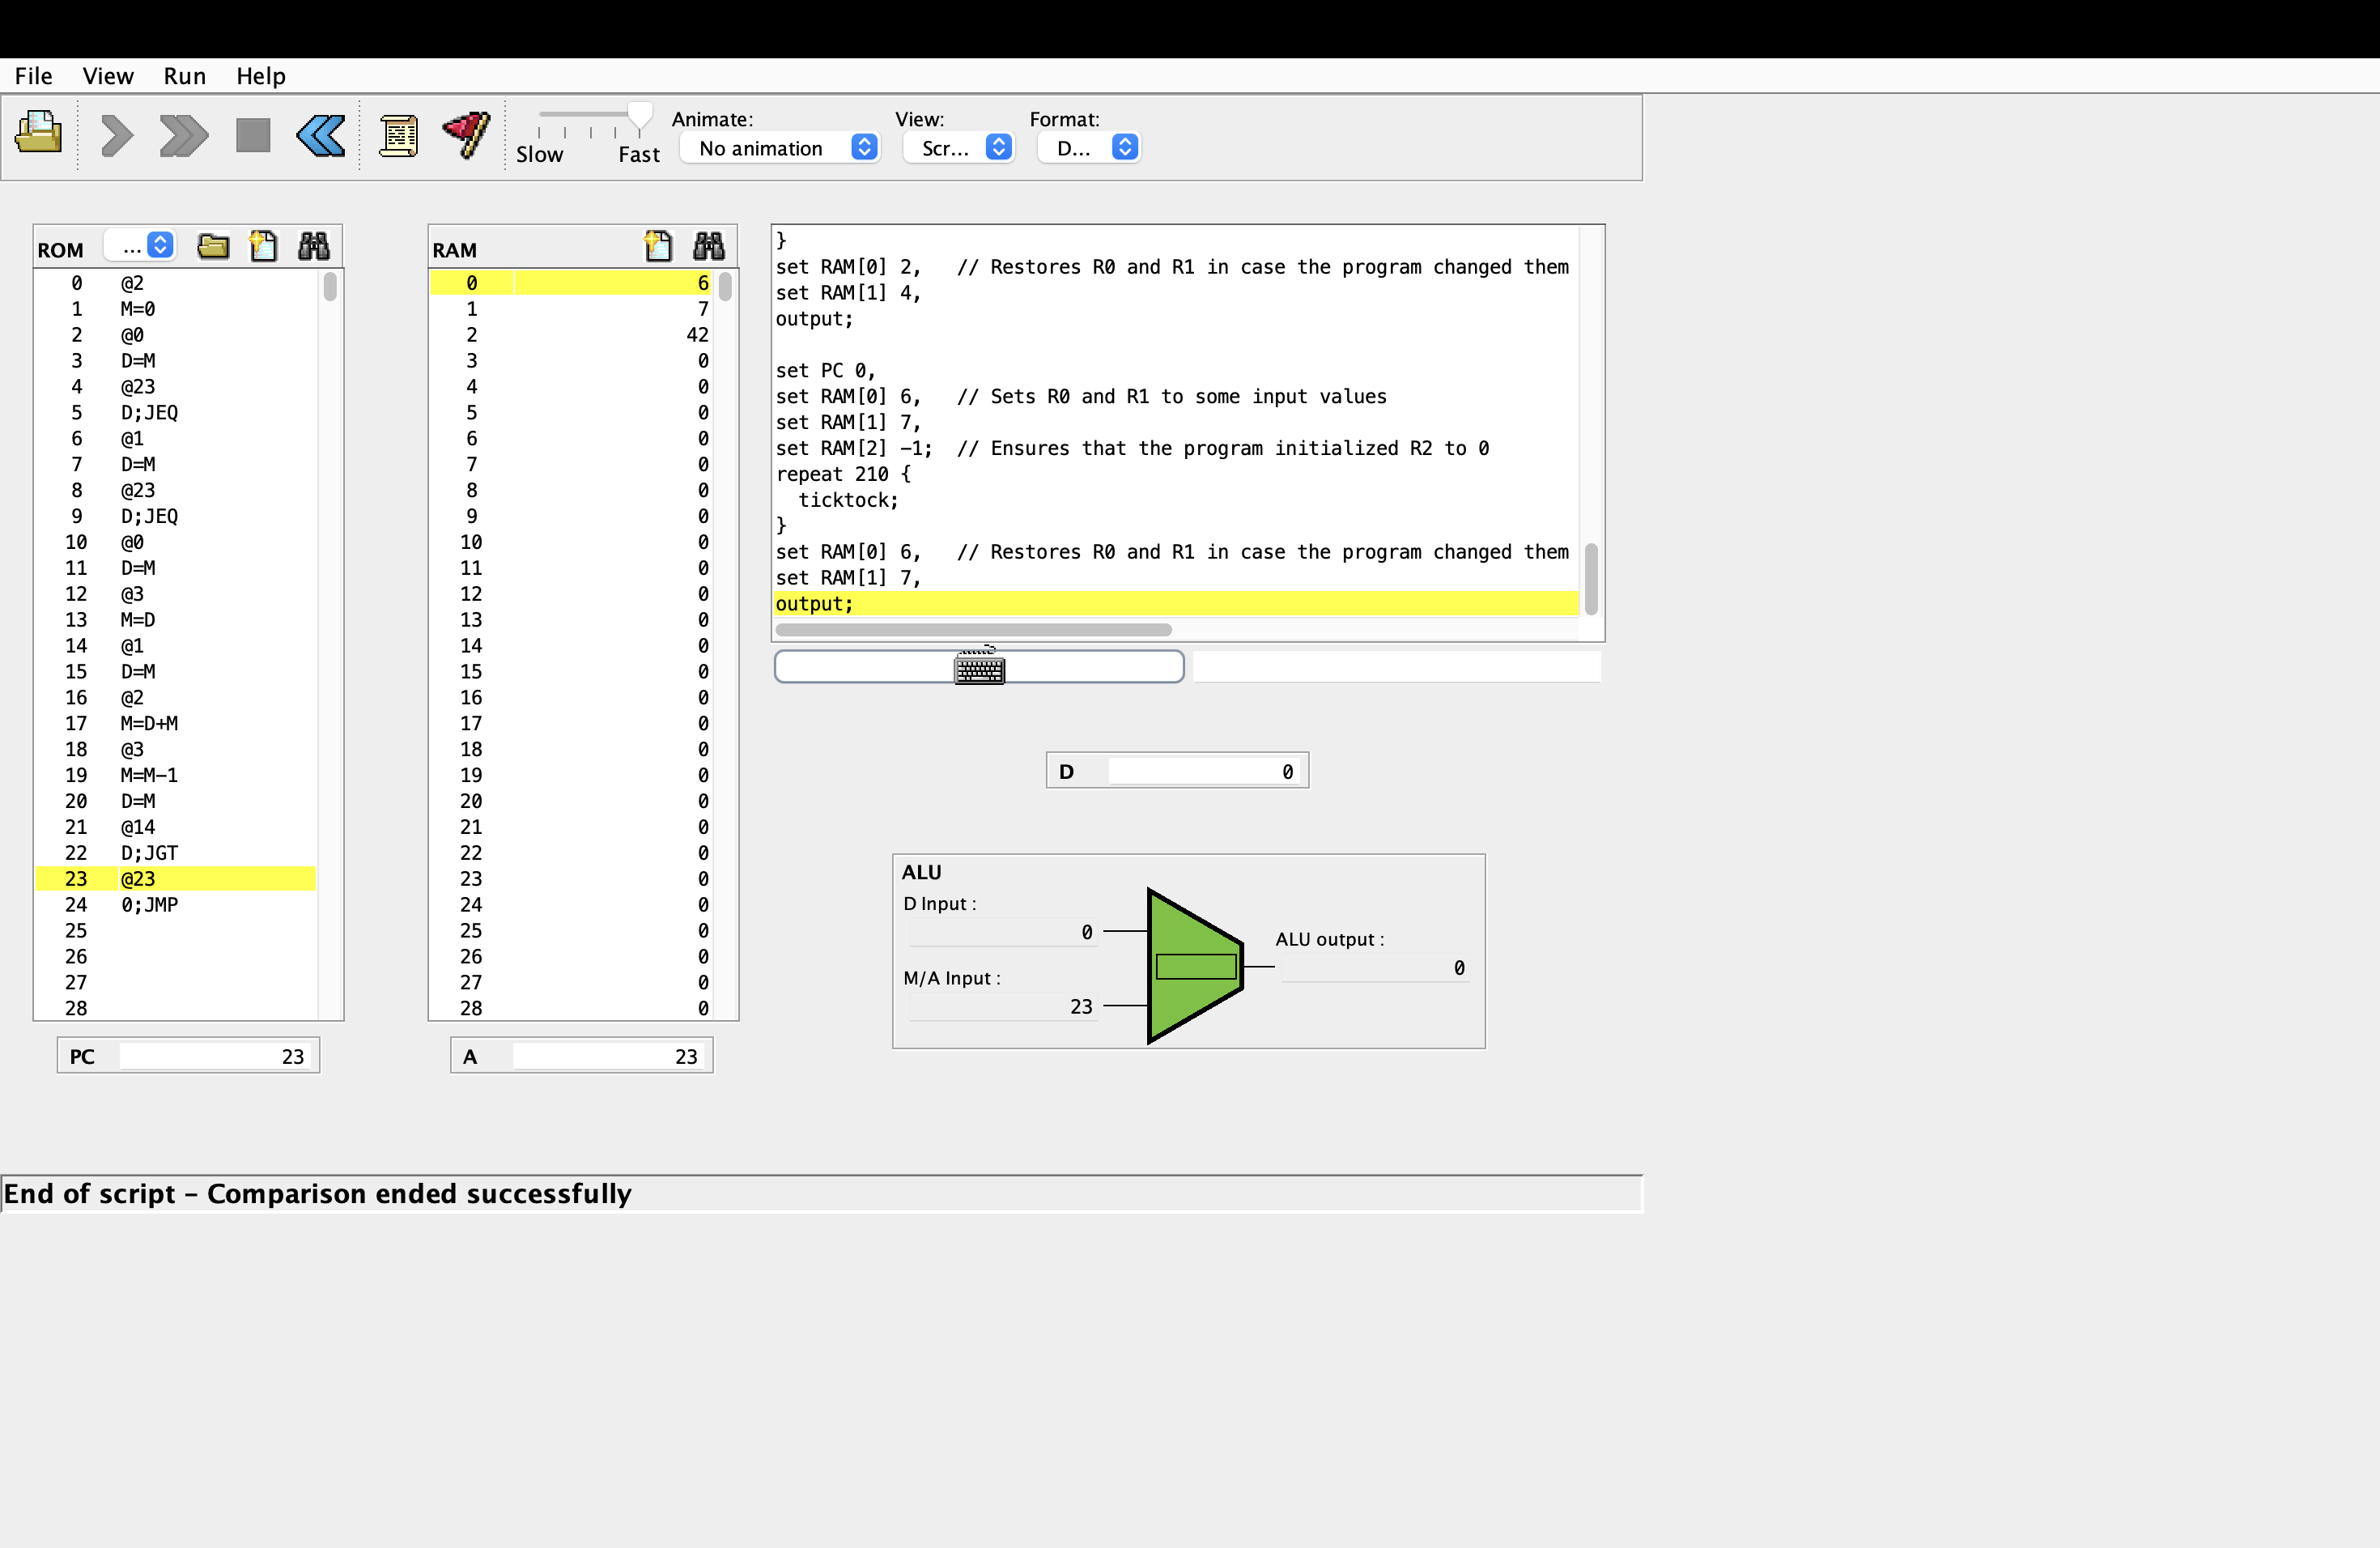 File View Run Help
Slow Fast
Animate:
No animation
View:
Scr...
Format:
D...
ROM ...
0 @2
1 M=0
2 @0
3 D=M
4 @23
5 D;JEQ
6 @1
7 D=M
8 @23
9 D;JEQ
10 @0
11 D=M
12 @3
13 M=D
14 @1
15 D=M
16 @2
17 M=D+M
18 @3
19 M=M-1
20 D=M
21 @14
22 D;JGT
23 @23
24 0;JMP
25
26
27
28
PC 23
RAM
0 6
1 7
2 42
3 0
4 0
5 0
6 0
7 0
8 0
9 0
10 0
11 0
12 0
13 0
14 0
15 0
16 0
17 0
18 0
19 0
20 0
21 0
22 0
23 0
24 0
25 0
26 0
27 0
28 0
A 23
}
set RAM[0] 2,   // Restores R0 and R1 in case the program changed them
set RAM[1] 4,
output;
set PC 0,
set RAM[0] 6,   // Sets R0 and R1 to some input values
set RAM[1] 7,
set RAM[2] -1;  // Ensures that the program initialized R2 to 0
repeat 210 {
  ticktock;
}
set RAM[0] 6,   // Restores R0 and R1 in case the program changed them
set RAM[1] 7,
output;
D 0
ALU
D Input :
0
M/A Input :
23
ALU output :
0
End of script – Comparison ended successfully